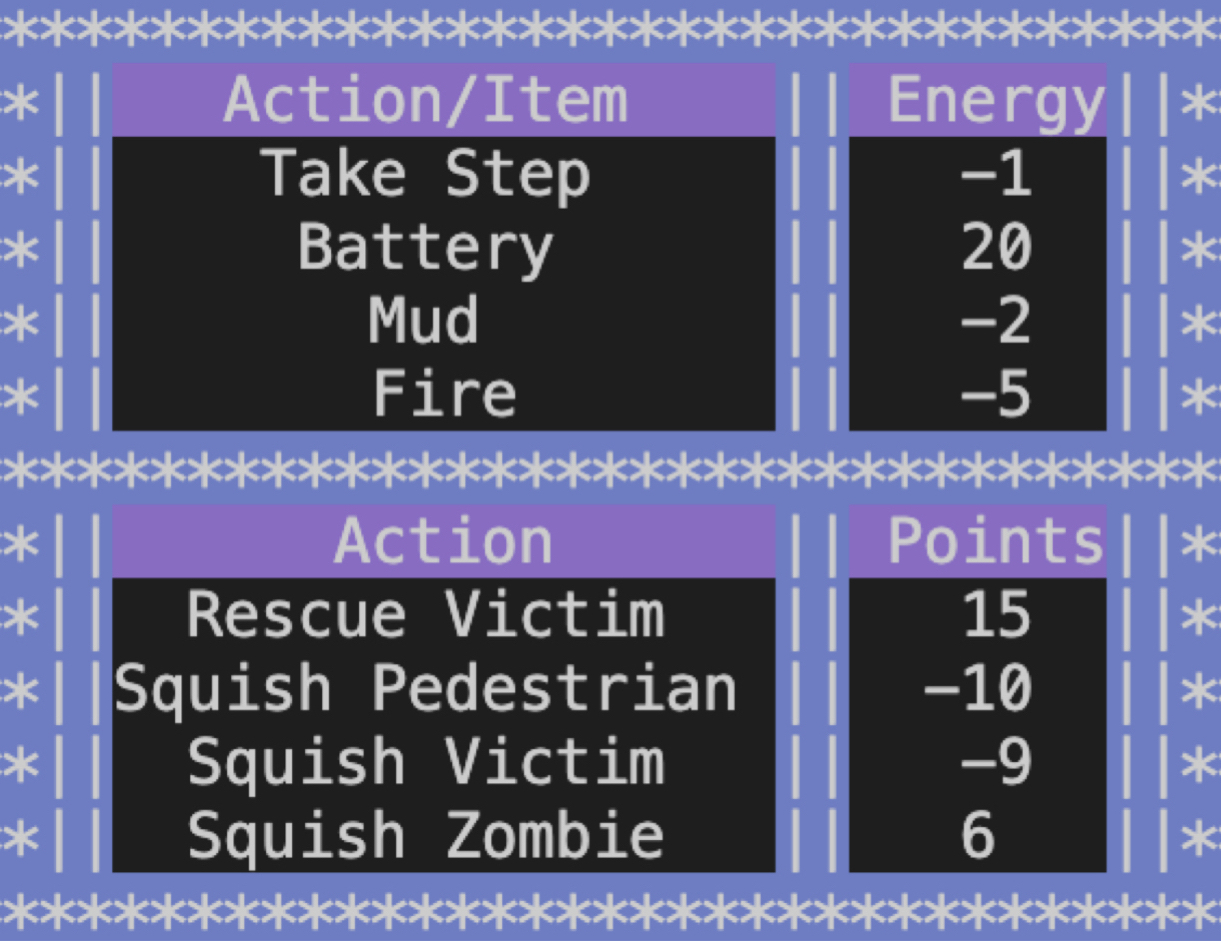 *********************************
*|| Action/Item || Energy||*
*|| Take Step || -1 ||*
*|| Battery || 20 ||*
*|| Mud || -2 ||*
*|| Fire || -5 ||*
*********************************
*|| Action || Points||*
*|| Rescue Victim || 15 ||*
*||Squish Pedestrian || -10 ||*
*|| Squish Victim || -9 ||*
*|| Squish Zombie || 6 ||*
*********************************